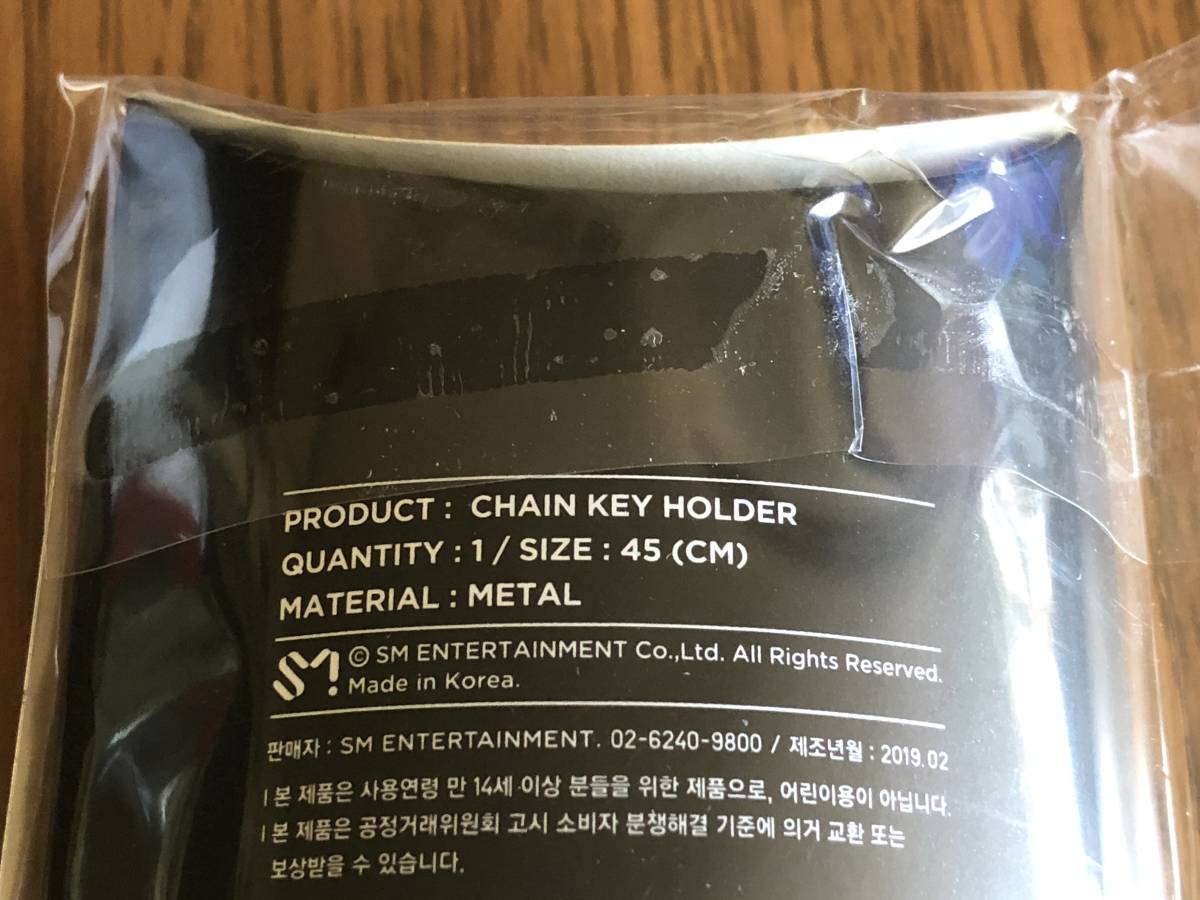 PRODUCT : CHAIN KEY HOLDER
QUANTITY : 1 / SIZE : 45 (CM)
MATERIAL : METAL
SM! © SM ENTERTAINMENT Co.,Ltd. All Rights Reserved.
Made in Korea.
판매자 : SM ENTERTAINMENT. 02-6240-9800 / 제조년월 : 2019.02
| 본 제품은 사용연령 만 14세 이상 분들을 위한 제품으로, 어린이용이 아닙니다.
| 본 제품은 공정거래위원회 고시 소비자 분쟁해결 기준에 의거 교환 또는
보상받을 수 있습니다.